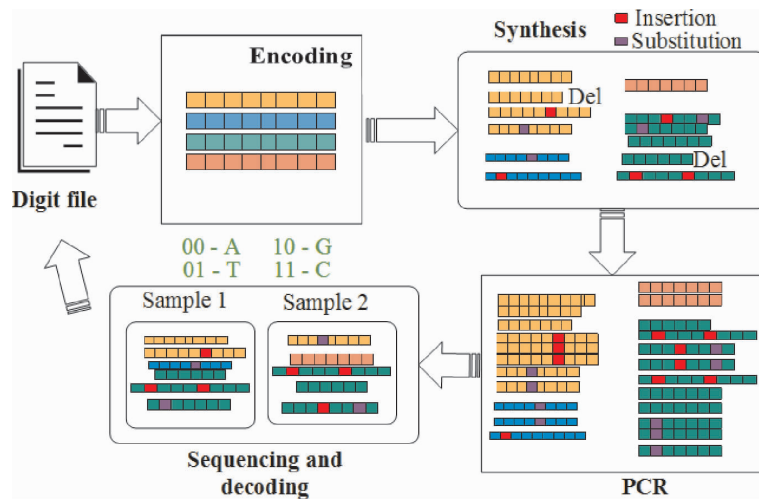 Encoding
Synthesis
Insertion
Substitution
Del
Del
Digit file
00 - A 10 - G
01 - T 11 - C
Sample 1 Sample 2
Sequencing and
decoding
PCR